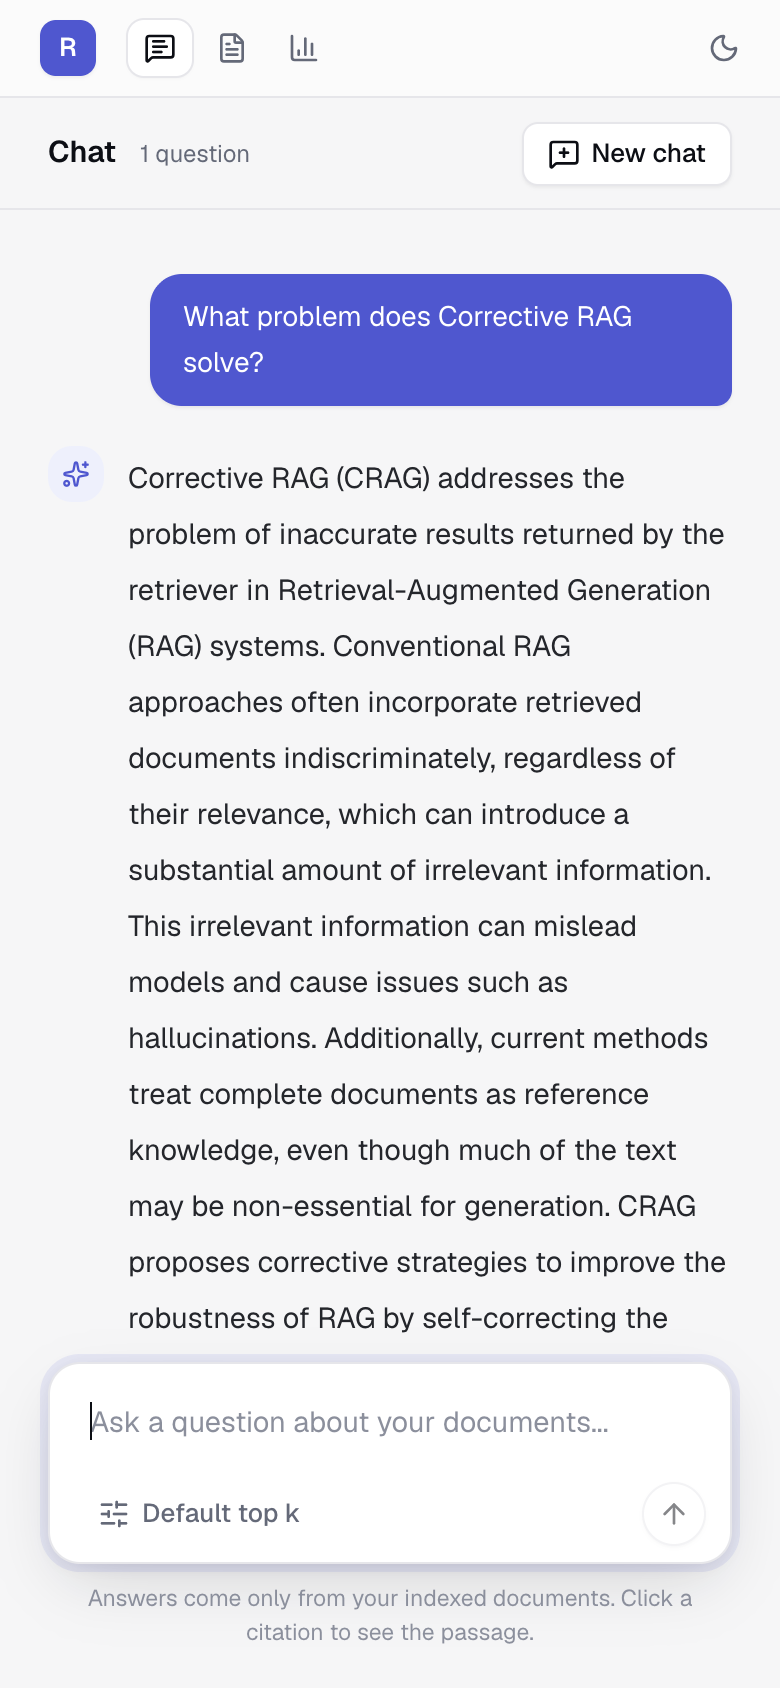 R
Chat 1 question
New chat
What problem does Corrective RAG
solve?
Corrective RAG (CRAG) addresses the
problem of inaccurate results returned by the
retriever in Retrieval-Augmented Generation
(RAG) systems. Conventional RAG
approaches often incorporate retrieved
documents indiscriminately, regardless of
their relevance, which can introduce a
substantial amount of irrelevant information.
This irrelevant information can mislead
models and cause issues such as
hallucinations. Additionally, current methods
treat complete documents as reference
knowledge, even though much of the text
may be non-essential for generation. CRAG
proposes corrective strategies to improve the
robustness of RAG by self-correcting the
Ask a question about your documents...
Default top k
Answers come only from your indexed documents. Click a
citation to see the passage.